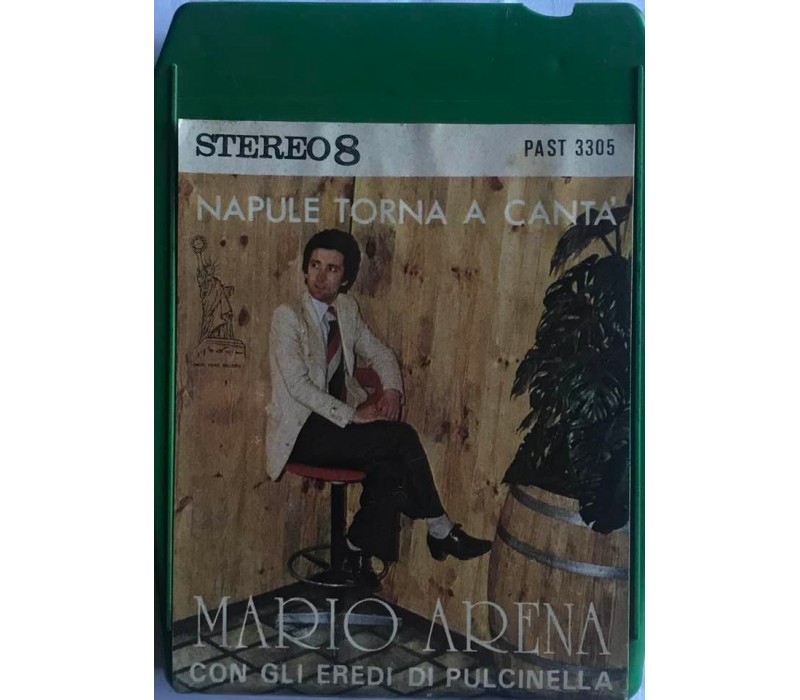 STEREO 8
PAST 3305
NAPULE TORNA A CANTA'
MARIO ARENA
CON GLI EREDI DI PULCINELLA